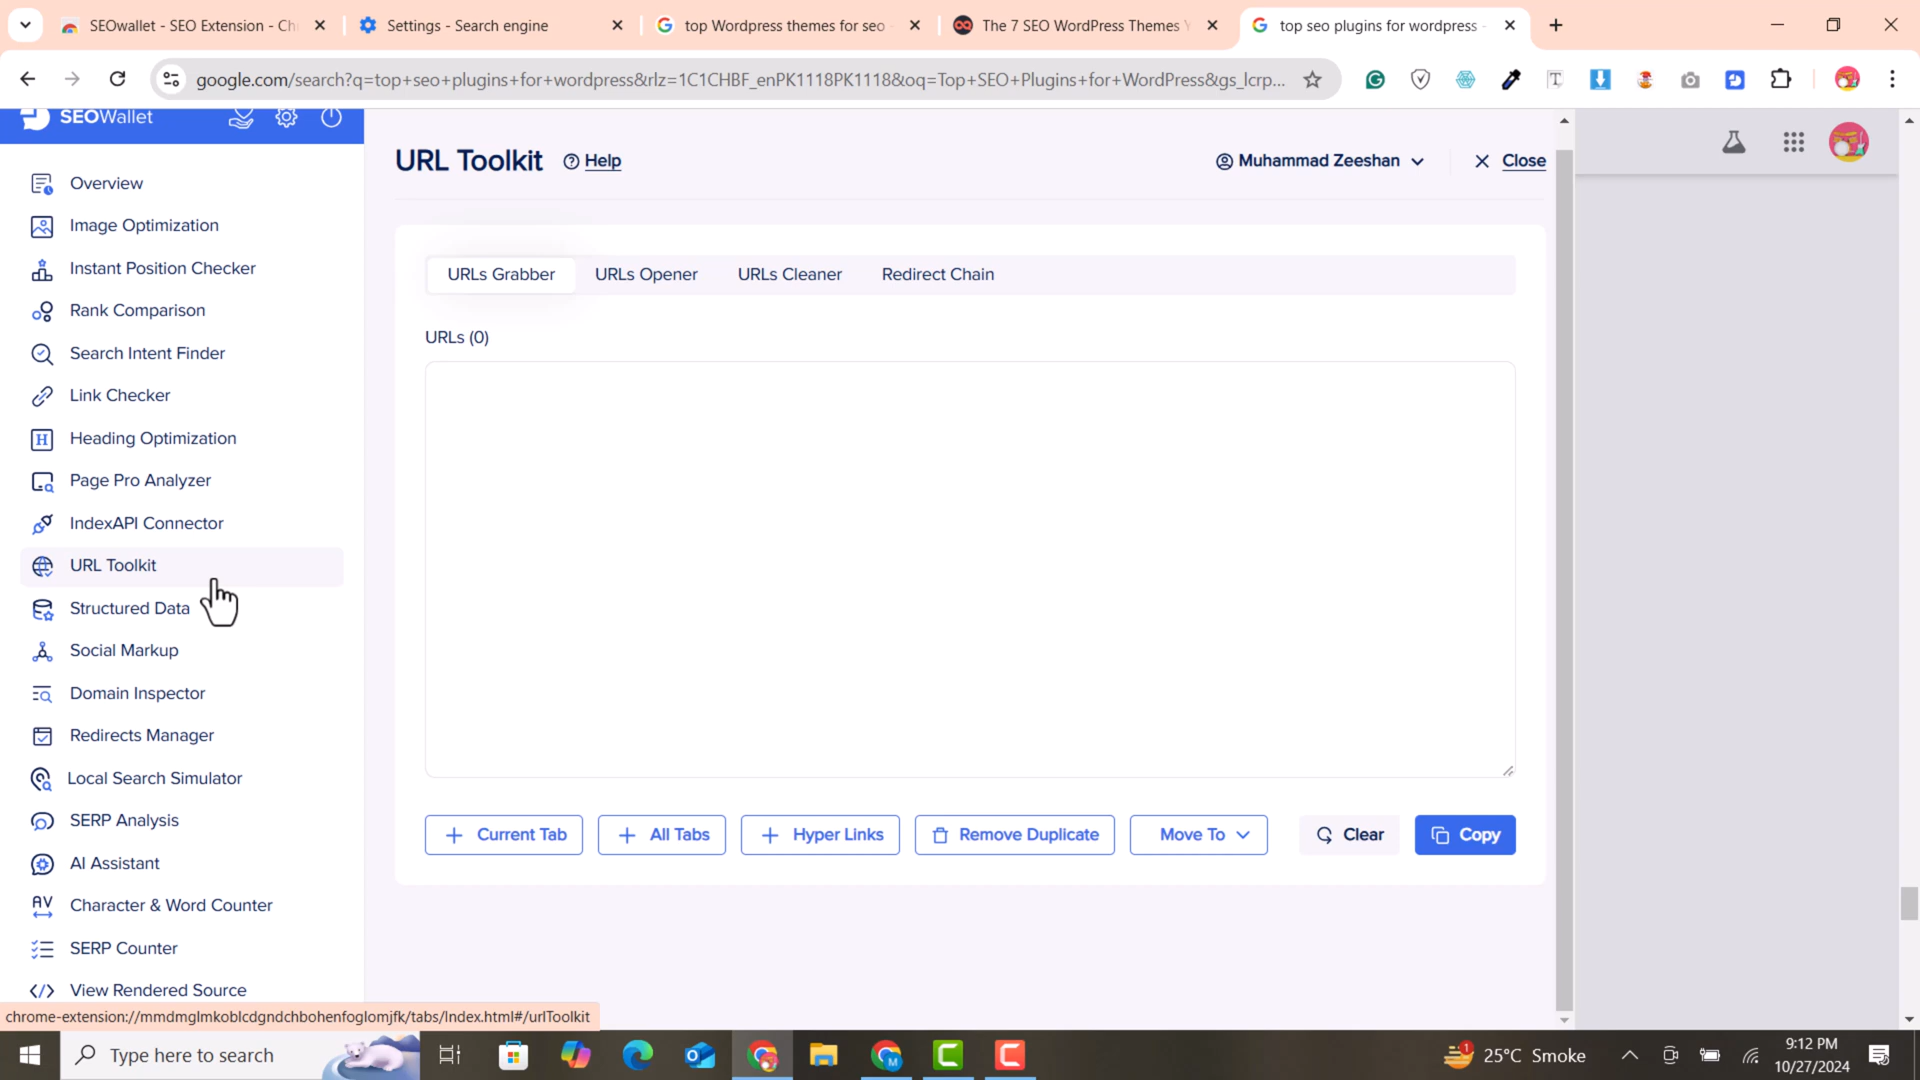 SEOwallet - SEO Extension - Ch
Settings - Search engine
top Wordpress themes for seo -
The 7 SEO WordPress Themes Y
top seo plugins for wordpress -
google.com/search?q=top+seo+plugins+for+wordpress&rlz=1C1CHBF_enPK1118PK1118&oq=Top+SEO+Plugins+for+WordPress&gs_lcrp...
SEOWallet
Overview
Image Optimization
Instant Position Checker
Rank Comparison
Search Intent Finder
Link Checker
Heading Optimization
Page Pro Analyzer
IndexAPI Connector
URL Toolkit
Structured Data
Social Markup
Domain Inspector
Redirects Manager
Local Search Simulator
SERP Analysis
AI Assistant
AV Character & Word Counter
SERP Counter
View Rendered Source
URL Toolkit
Help
Muhammad Zeeshan
Close
URLs Grabber
URLs Opener
URLs Cleaner
Redirect Chain
URLs (0)
Current Tab
All Tabs
Hyper Links
Remove Duplicate
Move To
Clear
Copy
chrome-extension://mmdmglmkoblcdgndchbohenfoglomjfk/tabs/Index.html#/urlToolkit
Type here to search
25°C Smoke
9:12 PM
10/27/2024